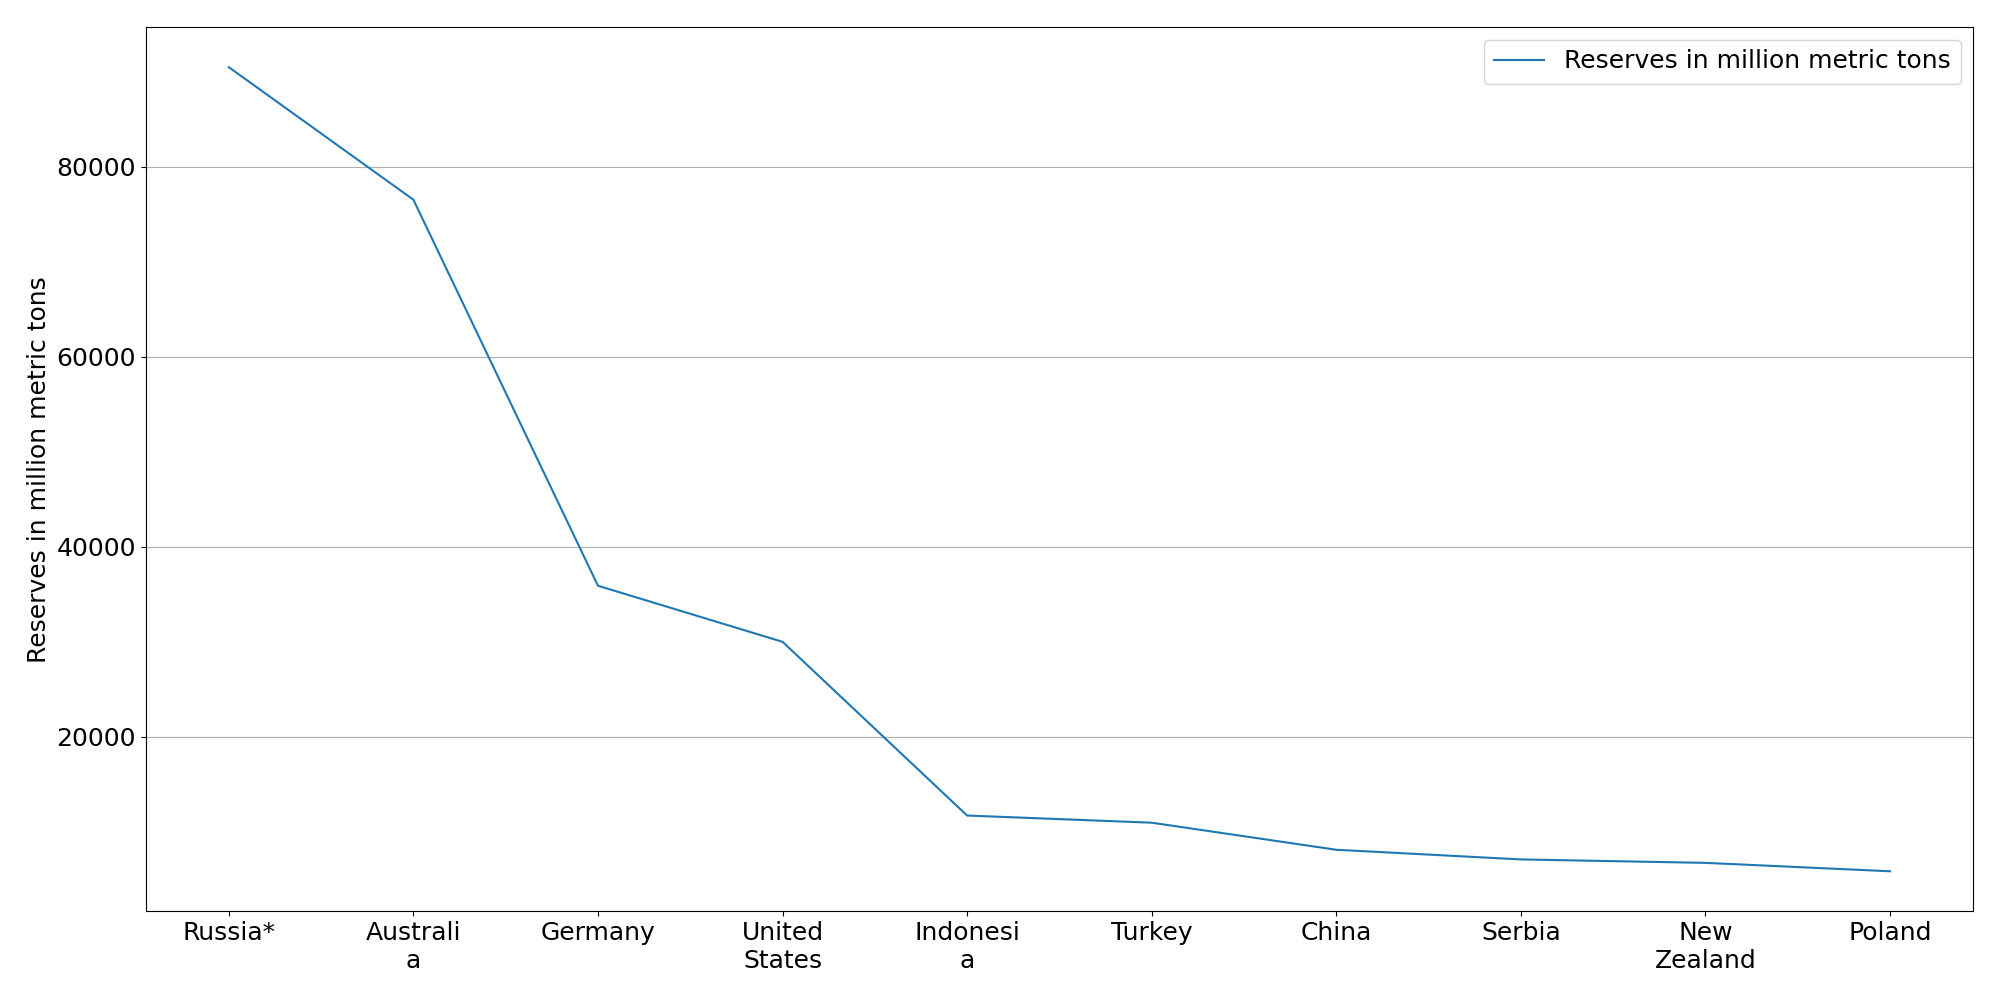 Reserves in million metric tons
80000
60000
40000
20000
Reserves in million metric tons
Russia*
Australi
a
Germany
United
States
Indonesi
a
Turkey
China
Serbia
New
Zealand
Poland